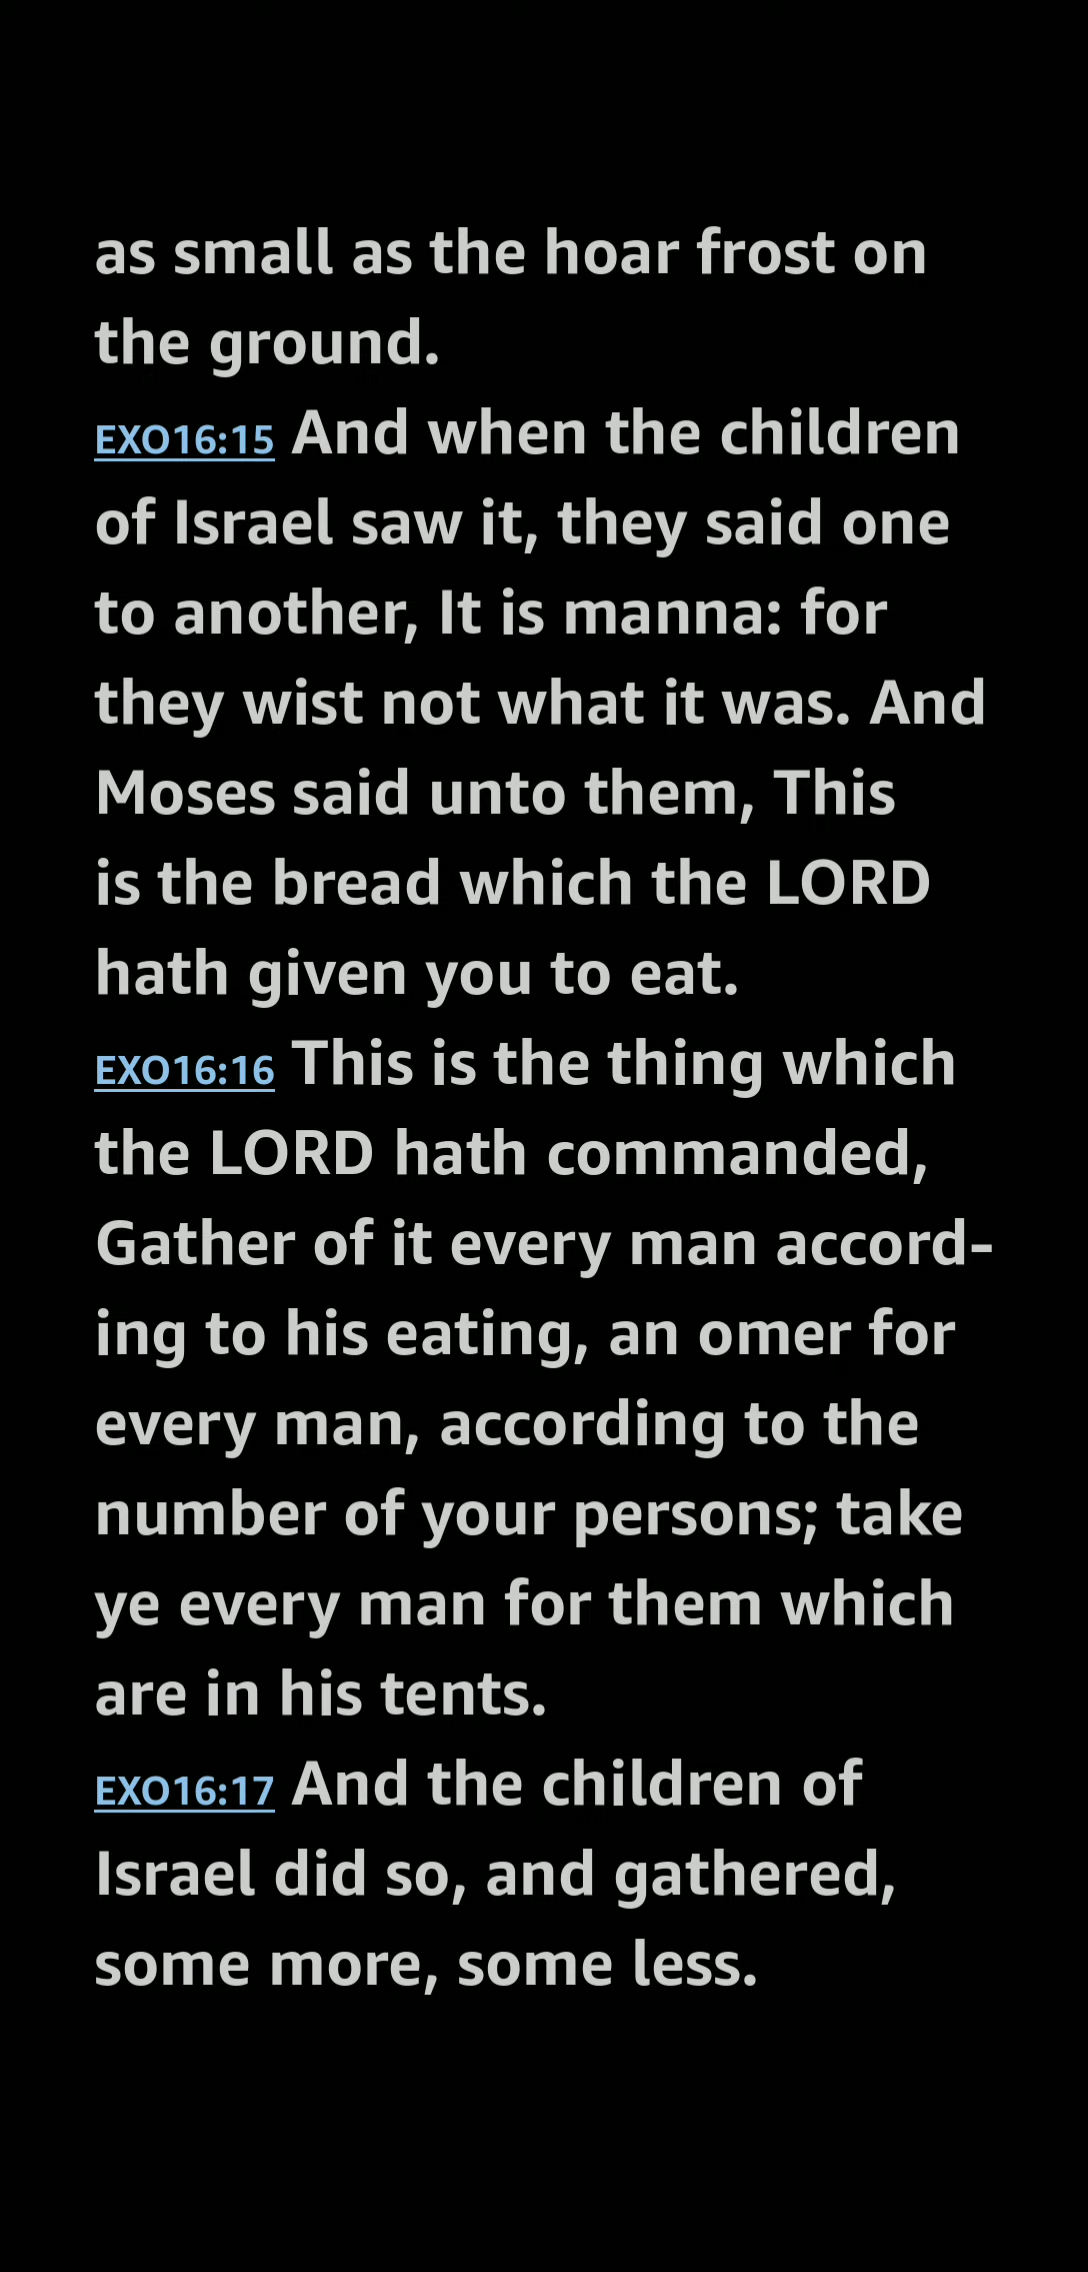 as small as the hoar frost on
the ground.
EXO16:15 And when the children
of Israel saw it, they said one
to another, It is manna: for
they wist not what it was. And
Moses said unto them, This
is the bread which the LORD
hath given you to eat.
EXO16:16 This is the thing which
the LORD hath commanded,
Gather of it every man accord-
ing to his eating, an omer for
every man, according to the
number of your persons; take
ye every man for them which
are in his tents.
EXO16:17 And the children of
Israel did so, and gathered,
some more, some less.